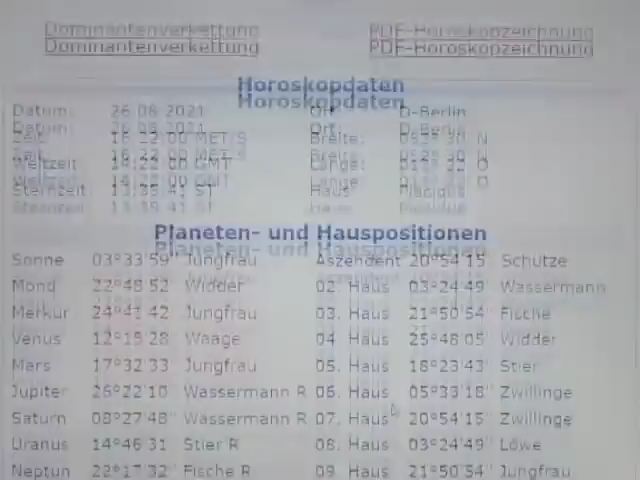 Dominantenverkettung PDF-Horoskopzeichnung
Horoskopdaten
Datum: 26.08.2021 Ort: D-Berlin
Zeit: 16:22:00 MET/S Breite: 052° 30' N
Weltzeit: 14:22:00 GMT Länge: O
Sternzeit: ST Haus: Placidus
Planeten- und Hauspositionen
Sonne 03°33'59" Jungfrau Aszendent 20°54'15" Schütze
Mond 22°48'52" Widder 02. Haus 03°24'49" Wassermann
Merkur 24°41'42" Jungfrau 03. Haus 21°50'54" Fische
Venus 12°15'28" Waage 04. Haus 25°48'05" Widder
Mars 17°32'33" Jungfrau 05. Haus 18°23'43" Stier
Jupiter 26°22'10" Wassermann R 06. Haus 05°33'18" Zwillinge
Saturn 08°27'48" Wassermann R 07. Haus 20°54'15" Zwillinge
Uranus 14°46'31" Stier R 08. Haus 03°24'49" Löwe
Neptun 22°17'32" Fische R 09. Haus 21°50'54" Jungfrau